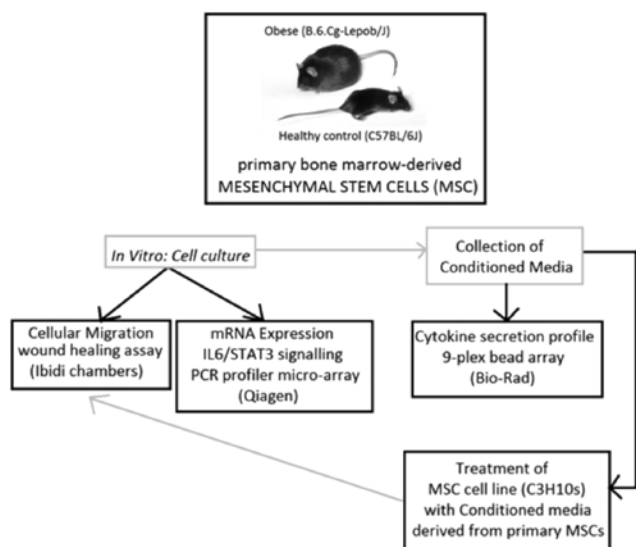 Obese (B.6.Cg-Lepob/J)
Healthy control (C57BL/6J)
primary bone marrow-derived
MESENCHYMAL STEM CELLS (MSC)
In Vitro: Cell culture
Collection of
Conditioned Media
Cellular Migration
wound healing assay
(Ibidi chambers)
mRNA Expression
IL6/STAT3 signalling
PCR profiler micro-array
(Qiagen)
Cytokine secretion profile
9-plex bead array
(Bio-Rad)
Treatment of
MSC cell line (C3H10s)
with Conditioned media
derived from primary MSCs